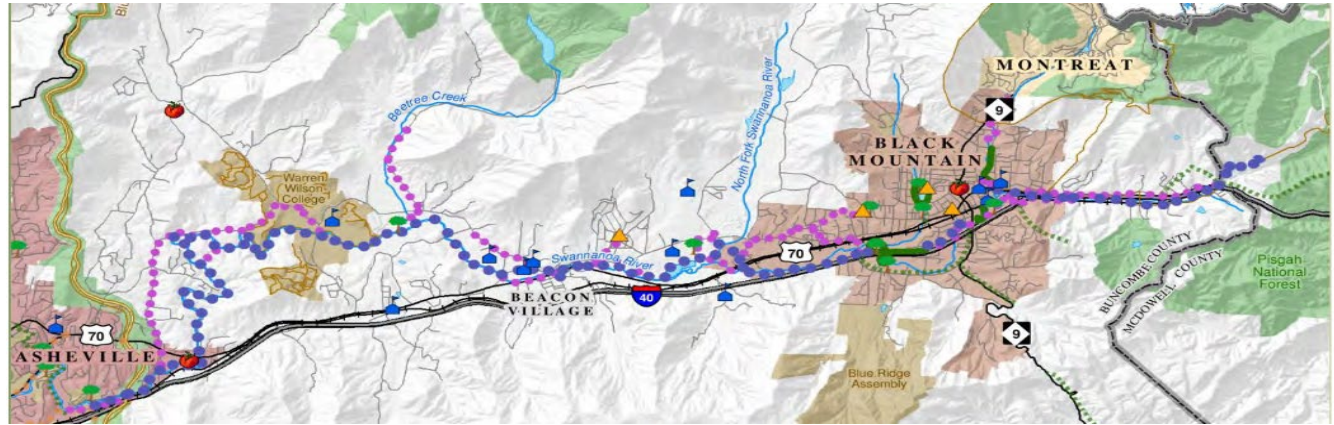 Bl
Beetree Creek
North Fork Swannanoa River
MONTREAT
9
BLACK
MOUNTAIN
Warren
Wilson
College
Swannanoa River
70
BEACON
VILLAGE
40
Pisgah
National
Forest
BUNCOMBE COUNTY
MCDOWELL COUNTY
70
ASHEVILLE
9
Blue Ridge
Assembly